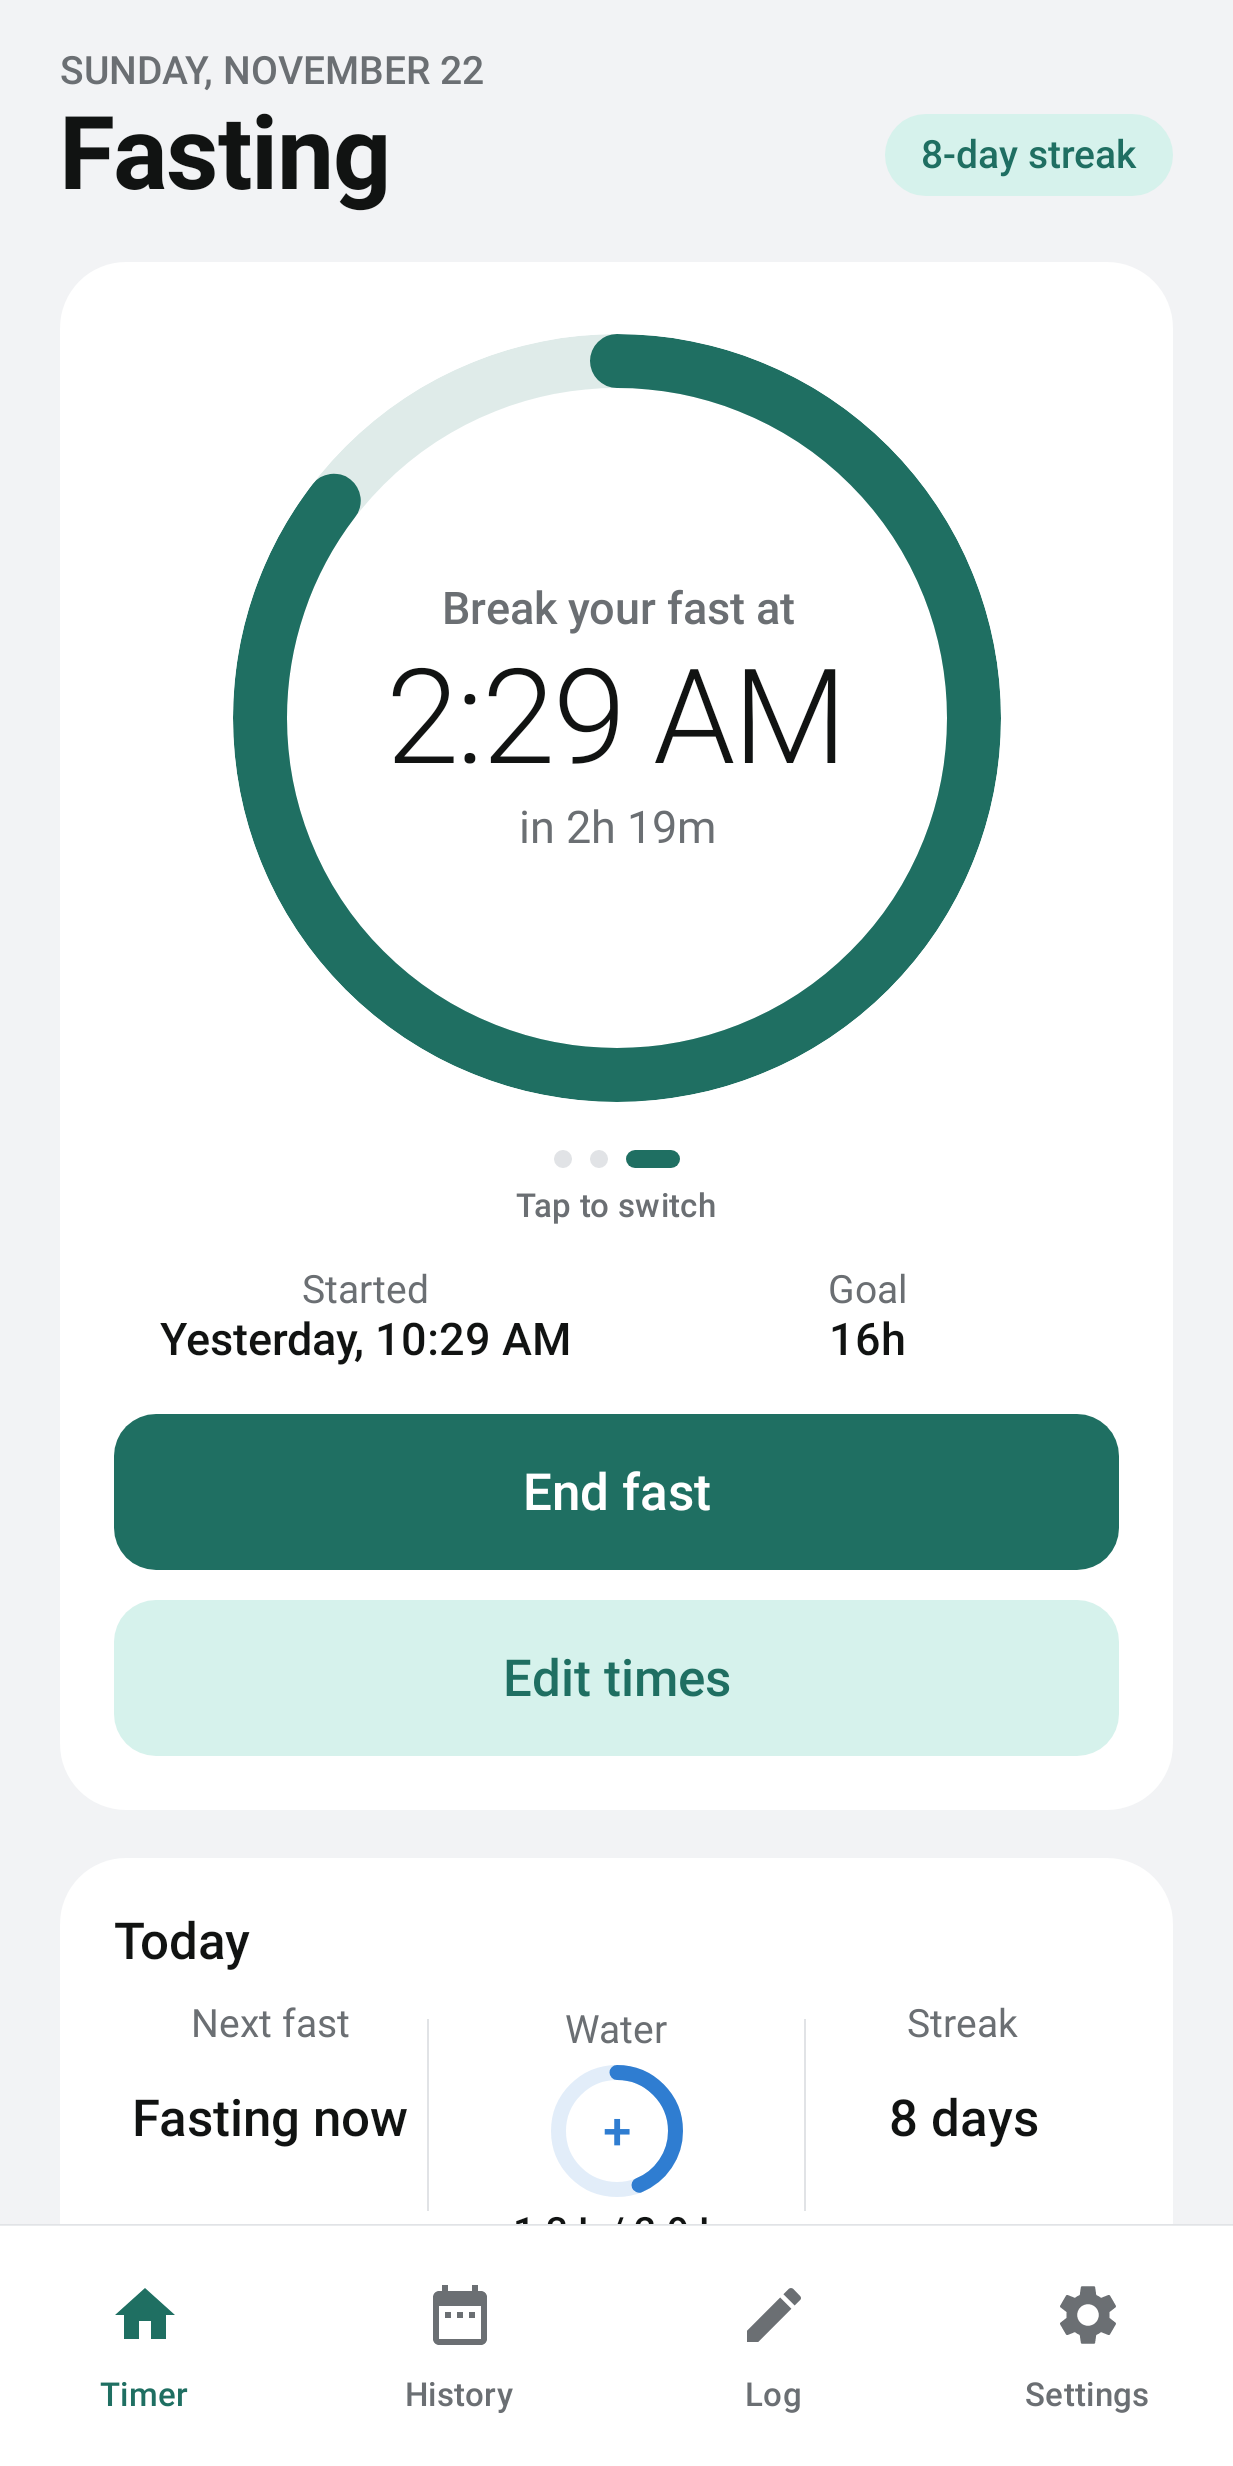 SUNDAY, NOVEMBER 22
Fasting
8-day streak
Break your fast at
2:29 AM
in 2h 19m
Tap to switch
Started
Yesterday, 10:29 AM
Goal
16h
End fast
Edit times
Today
Next fast
Fasting now
Water
+
Streak
8 days
Timer
History
Log
Settings